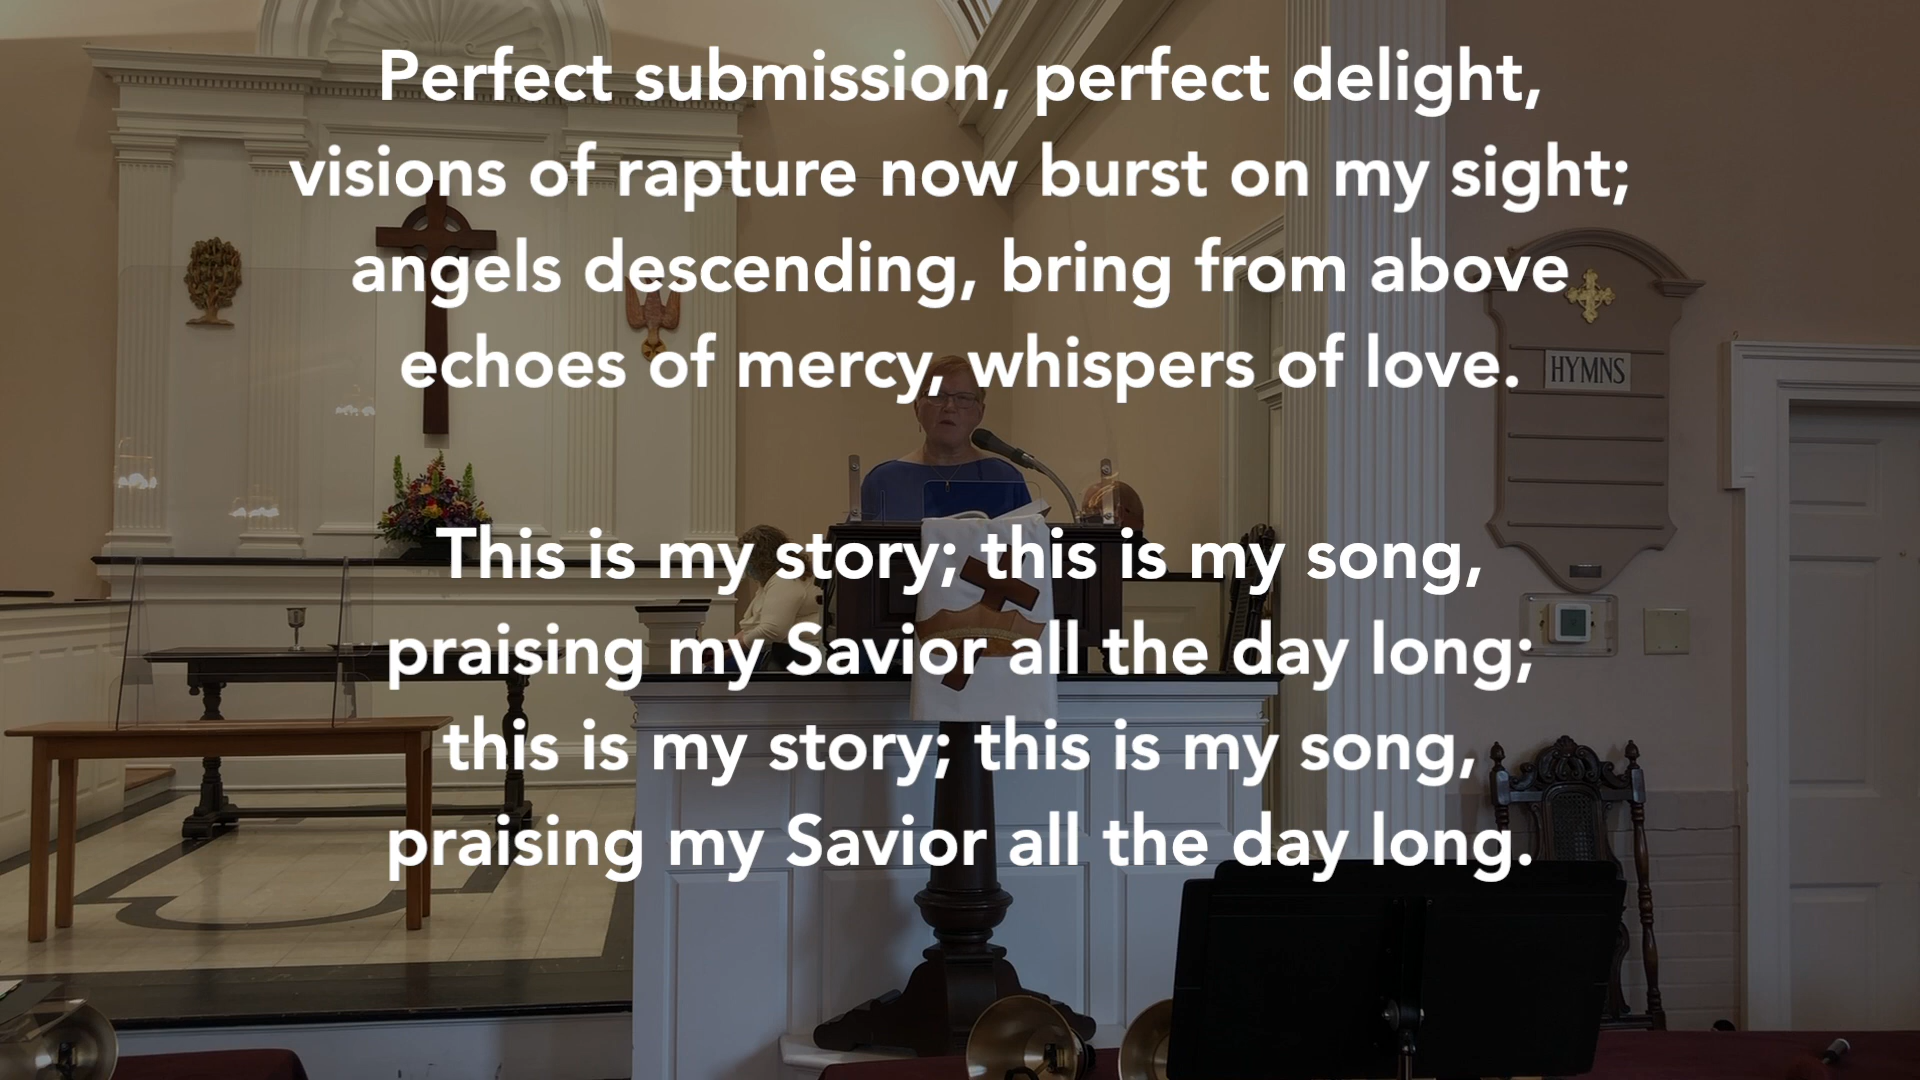 Perfect submission, perfect delight,
visions of rapture now burst on my sight;
angels descending, bring from above
echoes of mercy, whispers of love.
HYMNS
This is my story; this is my song,
praising my Savior all the day long;
this is my story; this is my song,
praising my Savior all the day long.